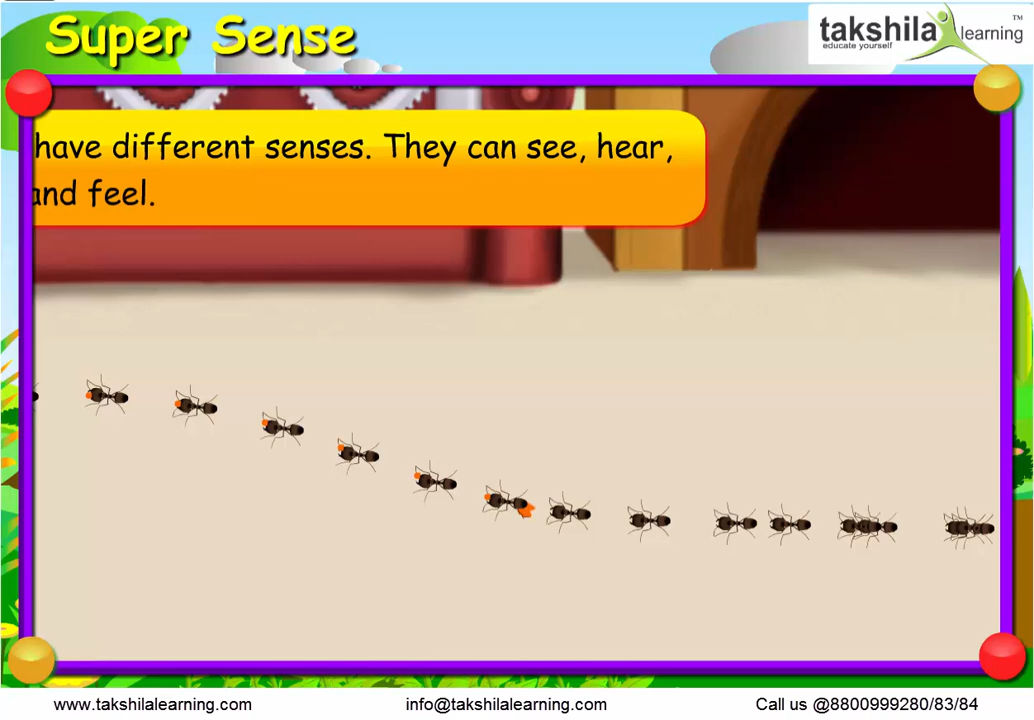 Super Sense
takshila
learning
TM
educate yourself
have different senses. They can see, hear,
and feel.
www.takshilalearning.com
info@takshilalearning.com
Call us @8800999280/83/84